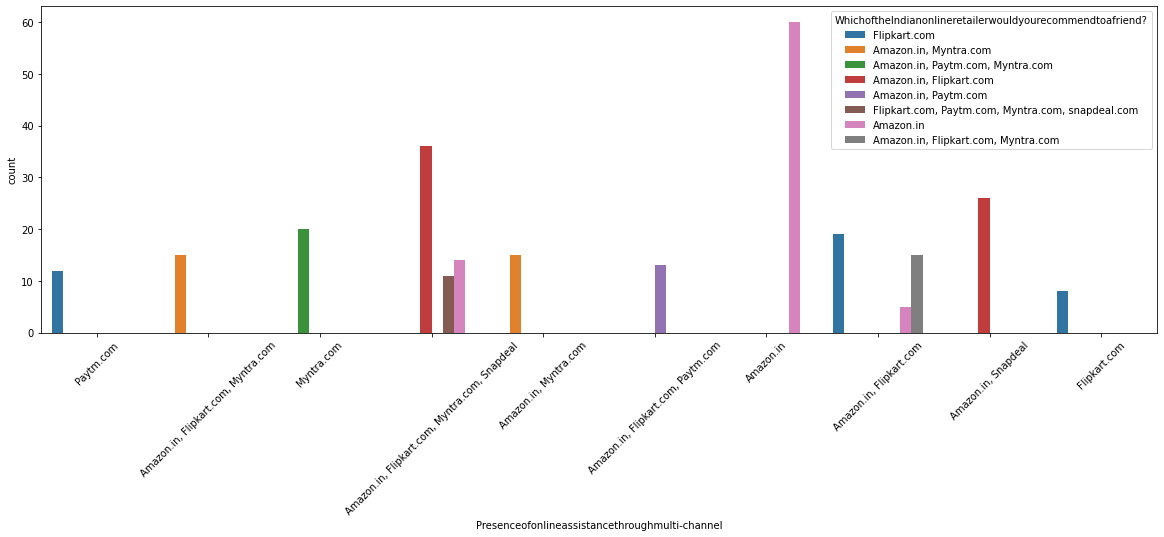 WhichoftheIndianonlineretailerwouldyourecommendtoafriend?
Flipkart.com
Amazon.in, Myntra.com
Amazon.in, Paytm.com, Myntra.com
Amazon.in, Flipkart.com
Amazon.in, Paytm.com
Flipkart.com, Paytm.com, Myntra.com, snapdeal.com
Amazon.in
Amazon.in, Flipkart.com, Myntra.com
count
60
50
40
30
20
10
0
Paytm.com
Amazon.in, Flipkart.com, Myntra.com
Myntra.com
Amazon.in, Flipkart.com, Myntra.com, Snapdeal
Amazon.in, Myntra.com
Amazon.in, Flipkart.com, Paytm.com
Amazon.in
Amazon.in, Flipkart.com
Amazon.in, Snapdeal
Flipkart.com
Presenceofonlineassistancethroughmulti-channel